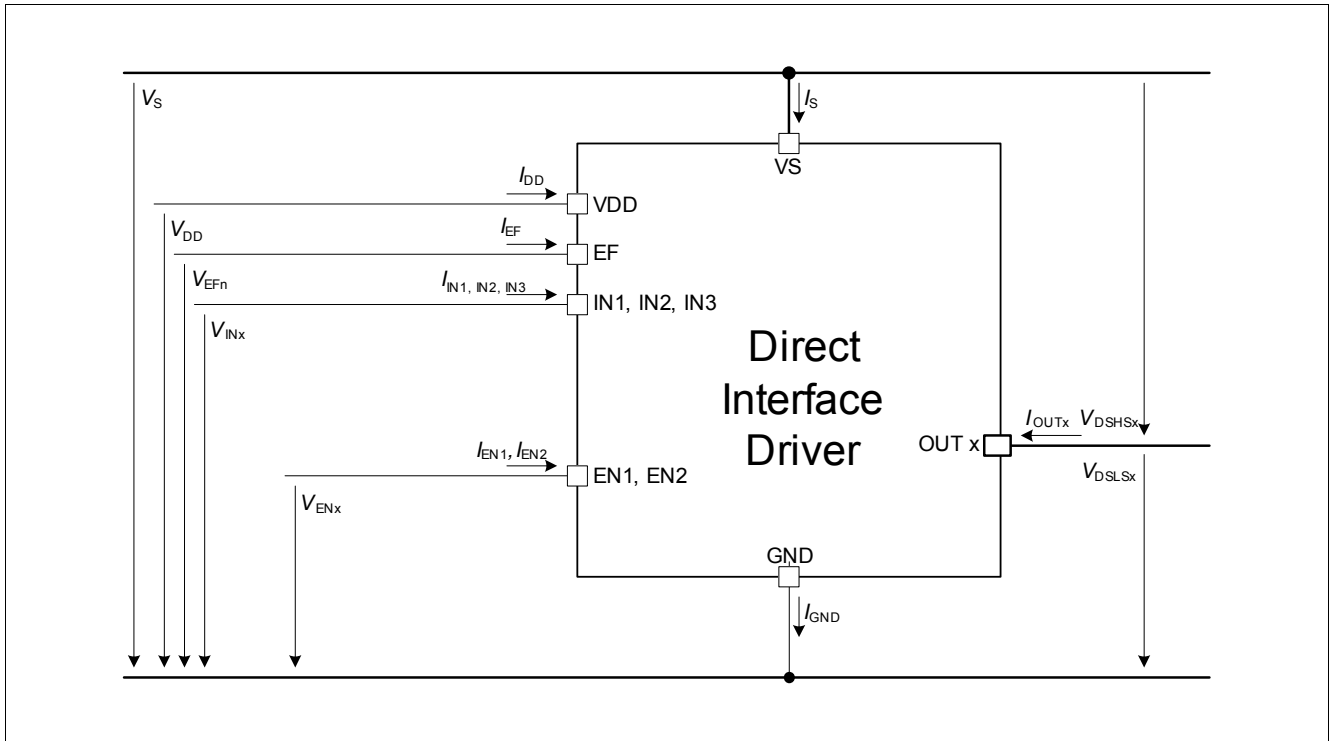 VS
IS
VS
IDD
VDD
VDD
IEF
EF
VEFn
IIN1, IN2, IN3
IN1, IN2, IN3
VINx
Direct
Interface
Driver
IOUTx
VDSHSx
OUT x
VDSLSx
IEN1, IEN2
EN1, EN2
VENx
GND
IGND